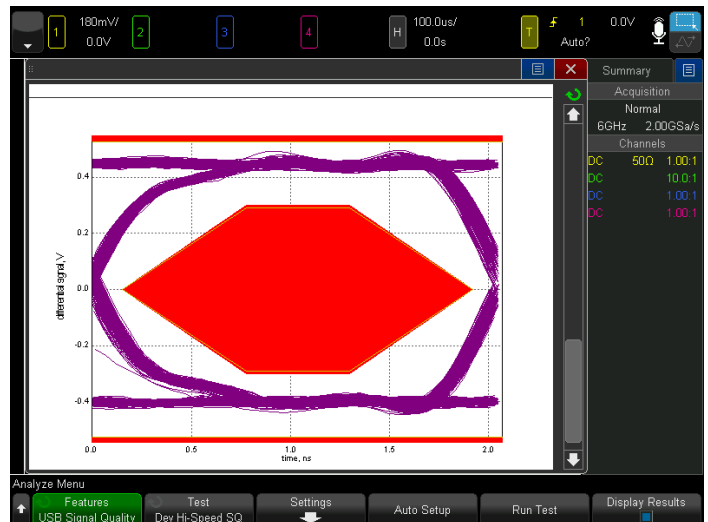 1 180mV/ 0.0V 2 3 4 H 100.0us/ 0.0s T 1 0.0V Auto?
Summary
Acquisition
Normal
6GHz 2.00GSa/s
Channels
DC 50Ω 1.00:1
DC 10.0:1
DC 1.00:1
DC 1.00:1
differential signal, V
0.4
0.2
0.0
-0.2
-0.4
0.0 0.5 1.0 1.5 2.0
time, ns
Analyze Menu
Features USB Signal Quality
Test Dev Hi-Speed SQ
Settings
Auto Setup
Run Test
Display Results